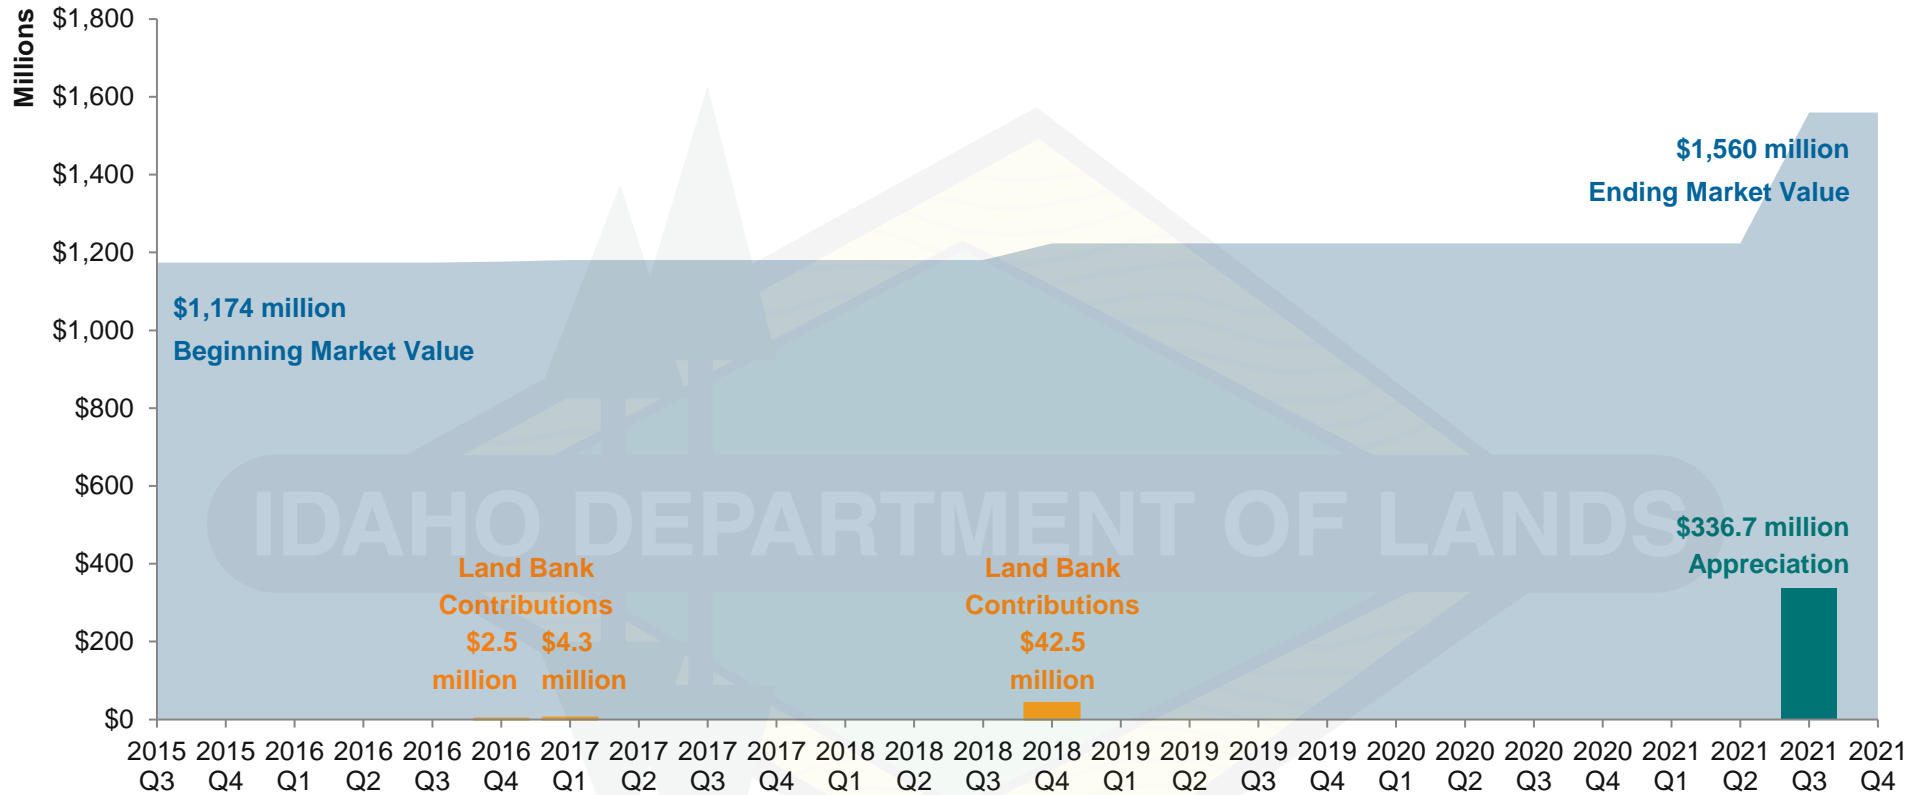 Millions
$1,800
$1,600
$1,400
$1,200
$1,000
$800
$600
$400
$200
$0
$1,560 million
Ending Market Value
$1,174 million
Beginning Market Value
IDAHO DEPARTMENT OF LANDS
$336.7 million
Appreciation
Land Bank
Contributions
$2.5 $4.3
million million
Land Bank
Contributions
$42.5
million
2015 2015 2016 2016 2016 2016 2017 2017 2017 2017 2018 2018 2018 2018 2019 2019 2019 2019 2020 2020 2020 2020 2021 2021 2021 2021
Q3 Q4 Q1 Q2 Q3 Q4 Q1 Q2 Q3 Q4 Q1 Q2 Q3 Q4 Q1 Q2 Q3 Q4 Q1 Q2 Q3 Q4 Q1 Q2 Q3 Q4